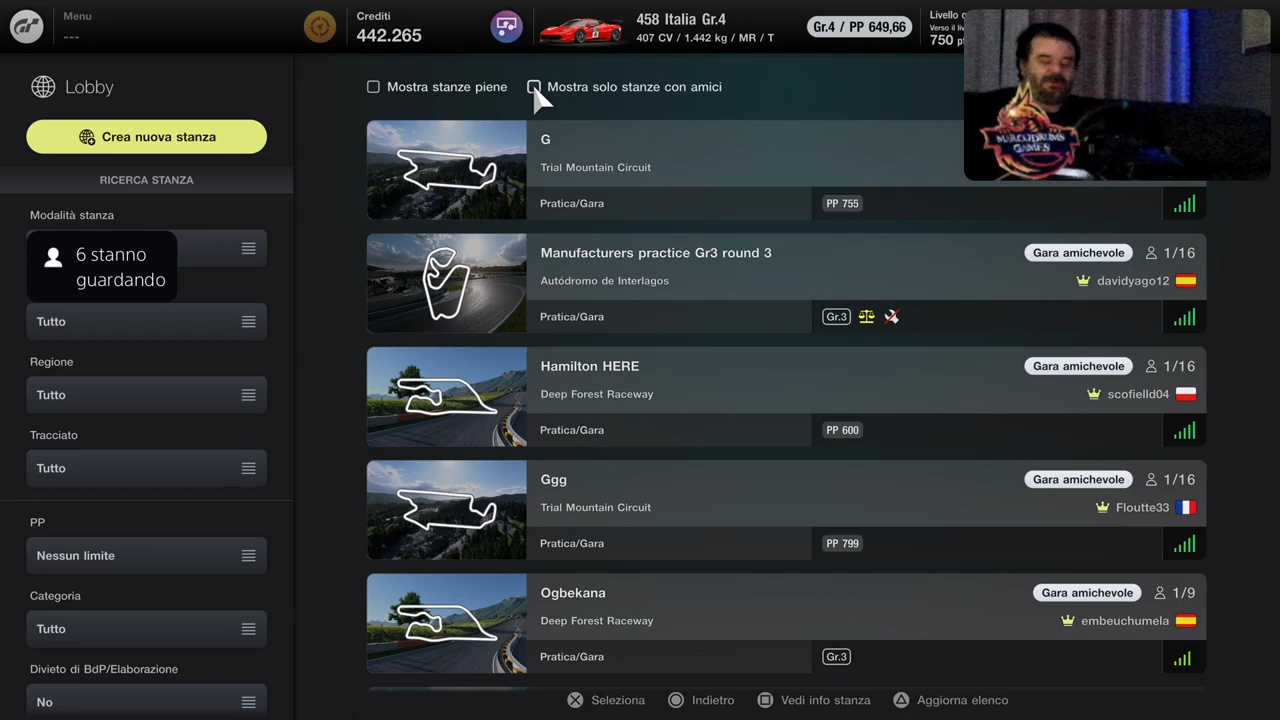 Menu
---
Crediti
442.265
458 Italia Gr.4
407 CV / 1.442 kg / MR / T
Gr.4 / PP 649,66
Livello
Verso il
750
Lobby
Crea nuova stanza
RICERCA STANZA
Modalità stanza
6 stanno
guardando
Tutto
Regione
Tutto
Tracciato
Tutto
PP
Nessun limite
Categoria
Tutto
Divieto di BdP/Elaborazione
No
Mostra stanze piene
Mostra solo stanze con amici
MARCODRUMS
GAMES
G
Trial Mountain Circuit
Pratica/Gara
PP 755
Manufacturers practice Gr3 round 3
Gara amichevole
1/16
Autódromo de Interlagos
davidyago12
Pratica/Gara
Gr.3
Hamilton HERE
Gara amichevole
1/16
Deep Forest Raceway
scofielld04
Pratica/Gara
PP 600
Ggg
Gara amichevole
1/16
Trial Mountain Circuit
Floutte33
Pratica/Gara
PP 799
Ogbekana
Gara amichevole
1/9
Deep Forest Raceway
embeuchumela
Pratica/Gara
Gr.3
Seleziona
Indietro
Vedi info stanza
Aggiorna elenco